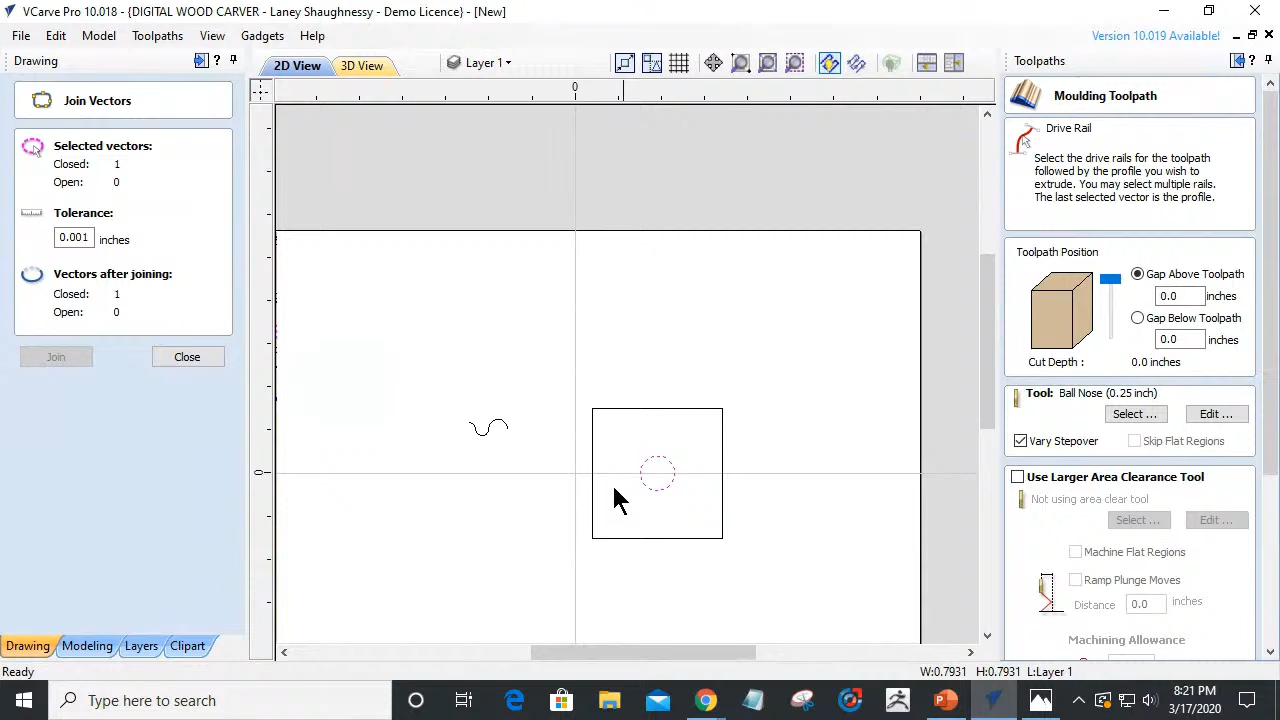 VCarve Pro 10.018 - {DIGITAL WOOD CARVER - Laney Shaughnessy - Demo Licence} - [New]
File Edit Model Toolpaths View Gadgets Help Version 10.019 Available!
Drawing
?
2D View
3D View
Layer 1
Toolpaths
?
Join Vectors
Selected vectors:
Closed: 1
Open: 0
Tolerance:
0.001 inches
Vectors after joining:
Closed: 1
Open: 0
Join
Close
0
0
Moulding Toolpath
Drive Rail
Select the drive rails for the toolpath
followed by the profile you wish to
extrude. You may select multiple rails.
The last selected vector is the profile.
Toolpath Position
Gap Above Toolpath
0.0 inches
Gap Below Toolpath
0.0 inches
Cut Depth : 0.0 inches
Tool: Ball Nose (0.25 inch)
Select ...
Edit ...
Vary Stepover
Skip Flat Regions
Use Larger Area Clearance Tool
Not using area clear tool
Select ...
Edit ...
Machine Flat Regions
Ramp Plunge Moves
Distance 0.0 inches
Machining Allowance
Drawing Modeling Layers Clipart
Ready
W:0.7931 H:0.7931 L:Layer 1
Type here to search
8:21 PM
3/17/2020